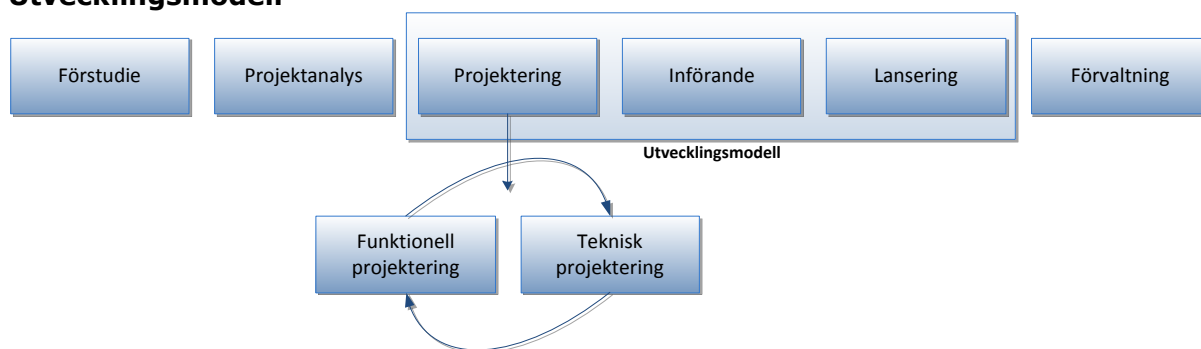 Utvecklingsmodell
Förstudie
Projektanalys
Projektering
Införande
Lansering
Förvaltning
Utvecklingsmodell
Funktionell
projektering
Teknisk
projektering